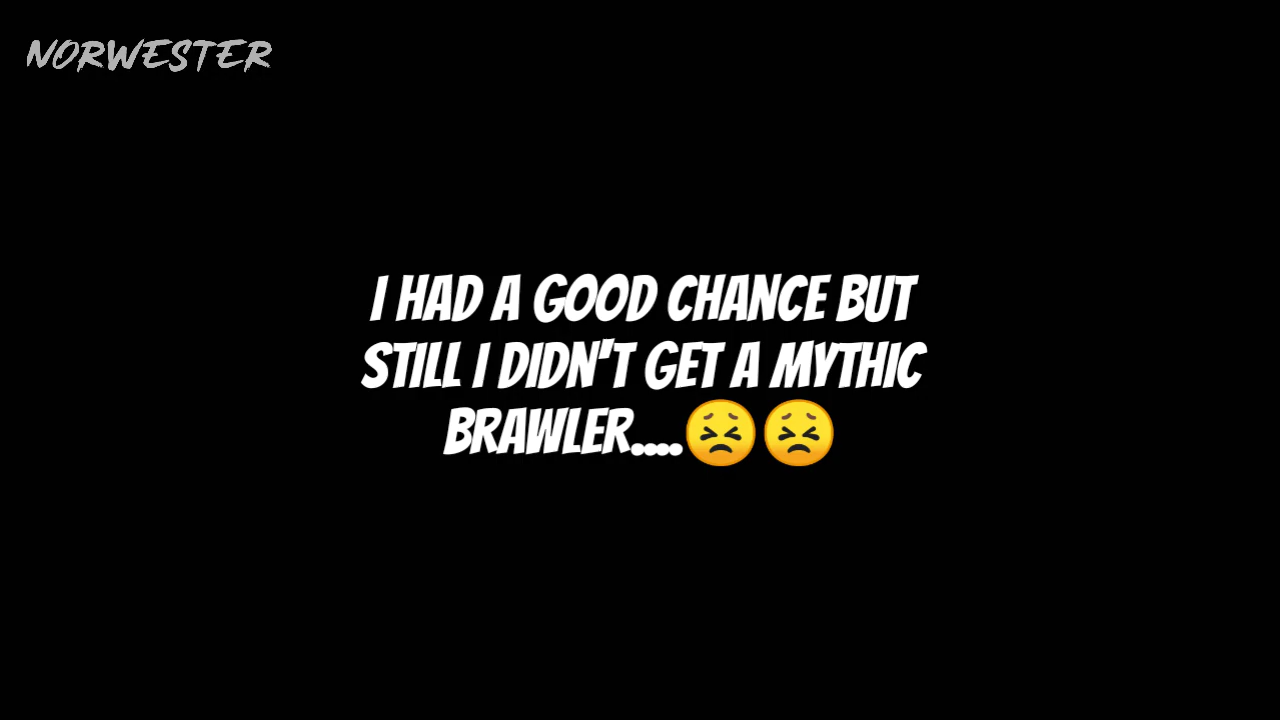 NORWESTER
I HAD A GOOD CHANCE BUT
STILL I DIDN'T GET A MYTHIC
BRAWLER....😣😣